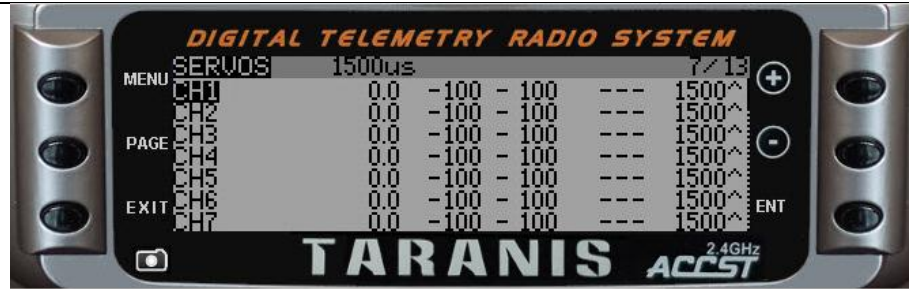 DIGITAL TELEMETRY RADIO SYSTEM
MENU
PAGE
EXIT
SERVOS 1500us 7/13
CH1 0.0 -100 - 100 --- 1500^
CH2 0.0 -100 - 100 --- 1500^
CH3 0.0 -100 - 100 --- 1500^
CH4 0.0 -100 - 100 --- 1500^
CH5 0.0 -100 - 100 --- 1500^
CH6 0.0 -100 - 100 --- 1500^
CH7 0.0 -100 - 100 --- 1500^
+
-
ENT
TARANIS
2.4GHz
ACCST